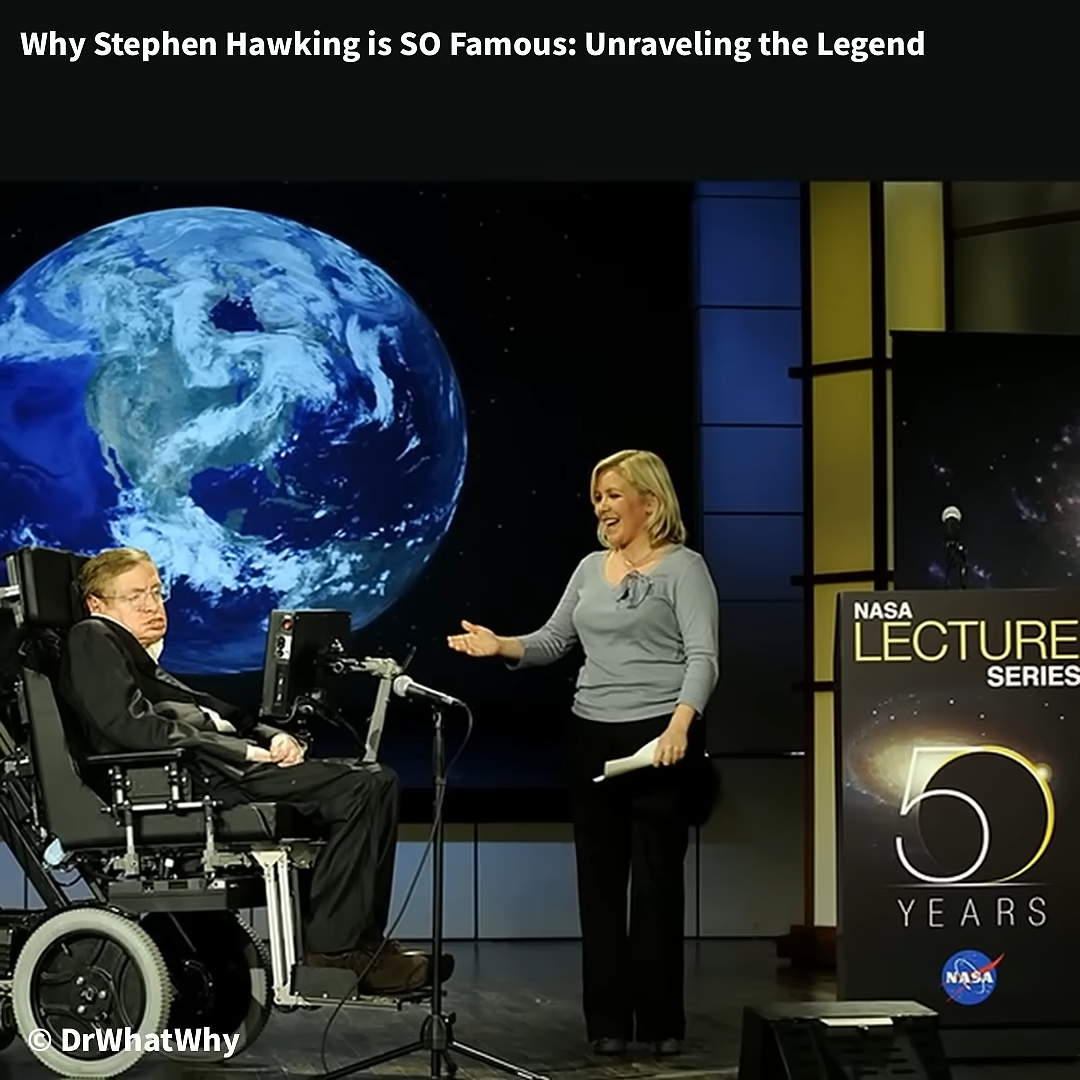 Why Stephen Hawking is SO Famous: Unraveling the Legend
NASA
LECTURE
SERIES
50
YEARS
NASA
© DrWhatWhy